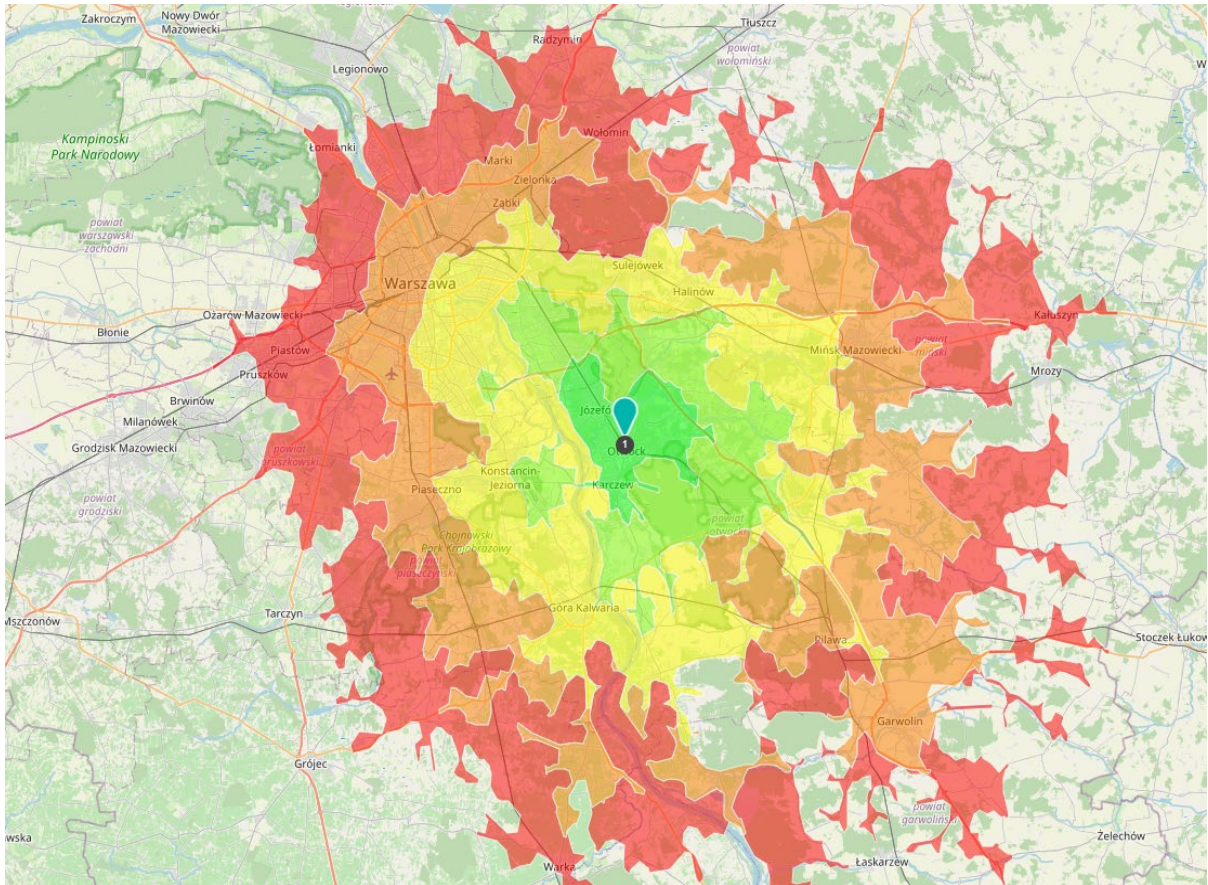 Zakroczym
Nowy Dwór
Mazowiecki
Legionowo
Radzymin
Tłuszcz
powiat
wołomiński
Kampinoski
Park Narodowy
Łomianki
Wołomin
Marki
Zielonka
Ząbki
powiat
warszawski
zachodni
Sulejówek
Warszawa
Halinów
Ożarów Mazowiecki
Kałuszyn
Błonie
Piastów
Mińsk Mazowiecki
powiat
miński
Pruszków
Mrozy
Brwinów
Milanówek
Józefó
Grodzisk Mazowiecki
1
Otwock
powiat
pruszkowski
Konstancin-
Jeziorna
Karczew
Piaseczno
powiat
grodziski
powiat
otwocki
Chojnowski
Park Krajobrazowy
powiat
piaseczyński
Góra Kalwaria
Tarczyn
Mszczonów
Pilawa
Stoczek Łukow
Garwolin
Grójec
powiat
garwoliński
Żelechów
Warka
Łaskarzew